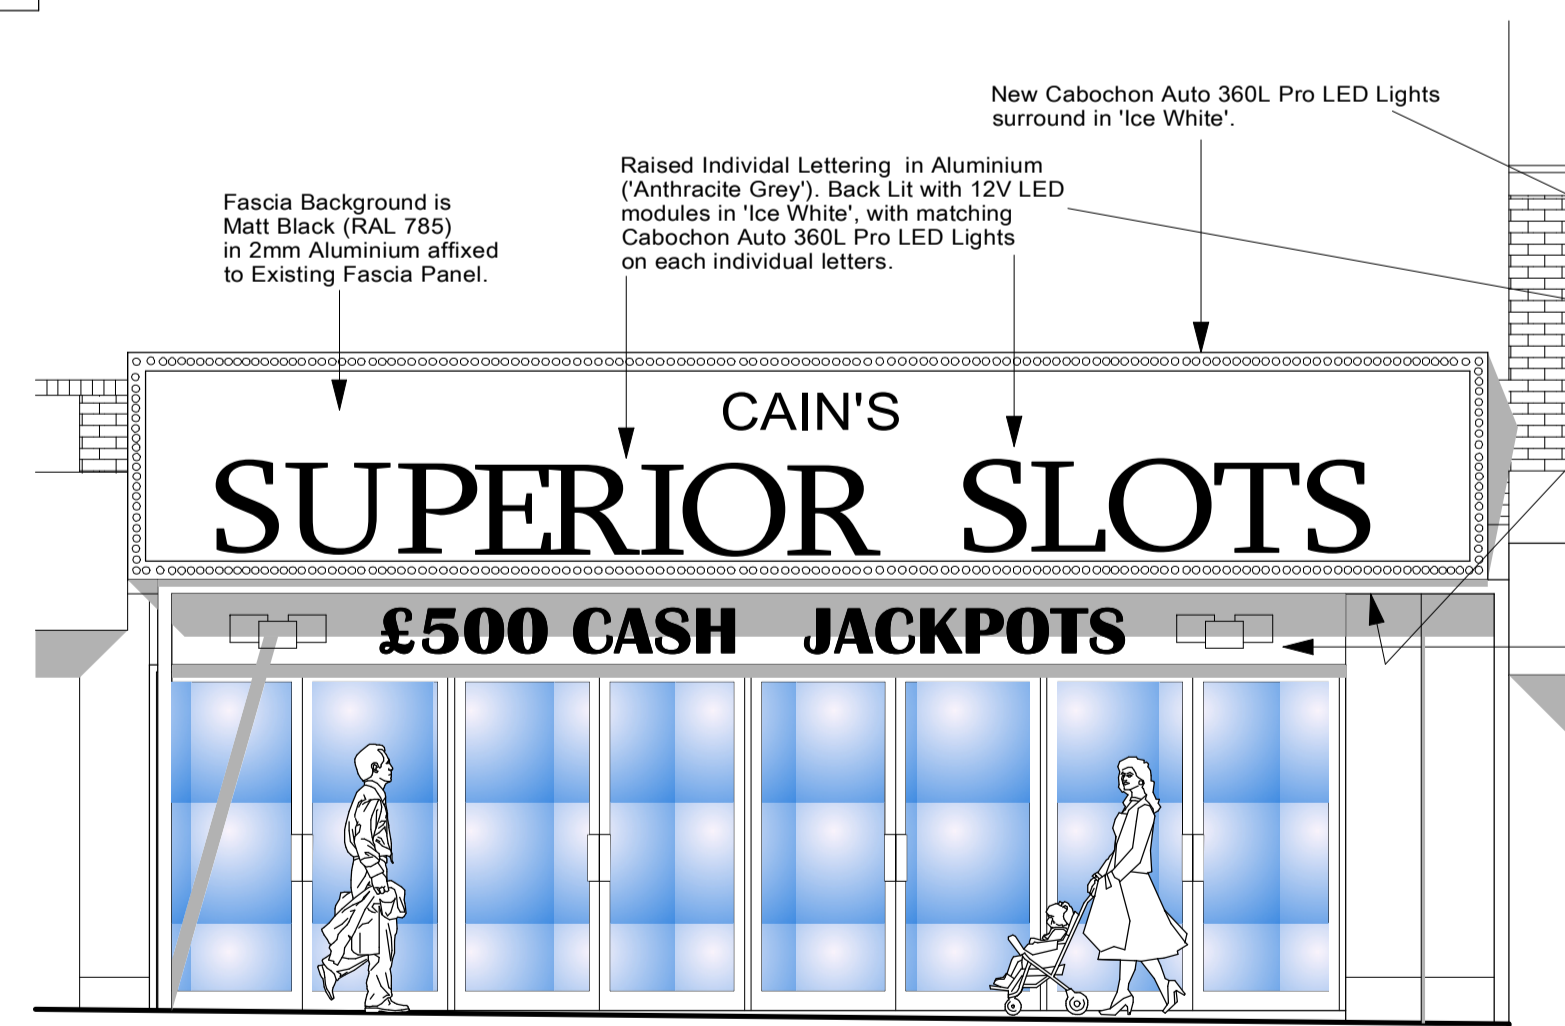 New Cabochon Auto 360L Pro LED Lights
surround in 'Ice White'.
Raised Individal Lettering in Aluminium
('Anthracite Grey'). Back Lit with 12V LED
modules in 'Ice White', with matching
Cabochon Auto 360L Pro LED Lights
on each individual letters.
Fascia Background is
Matt Black (RAL 785)
in 2mm Aluminium affixed
to Existing Fascia Panel.
CAIN'S
SUPERIOR SLOTS
£500 CASH JACKPOTS